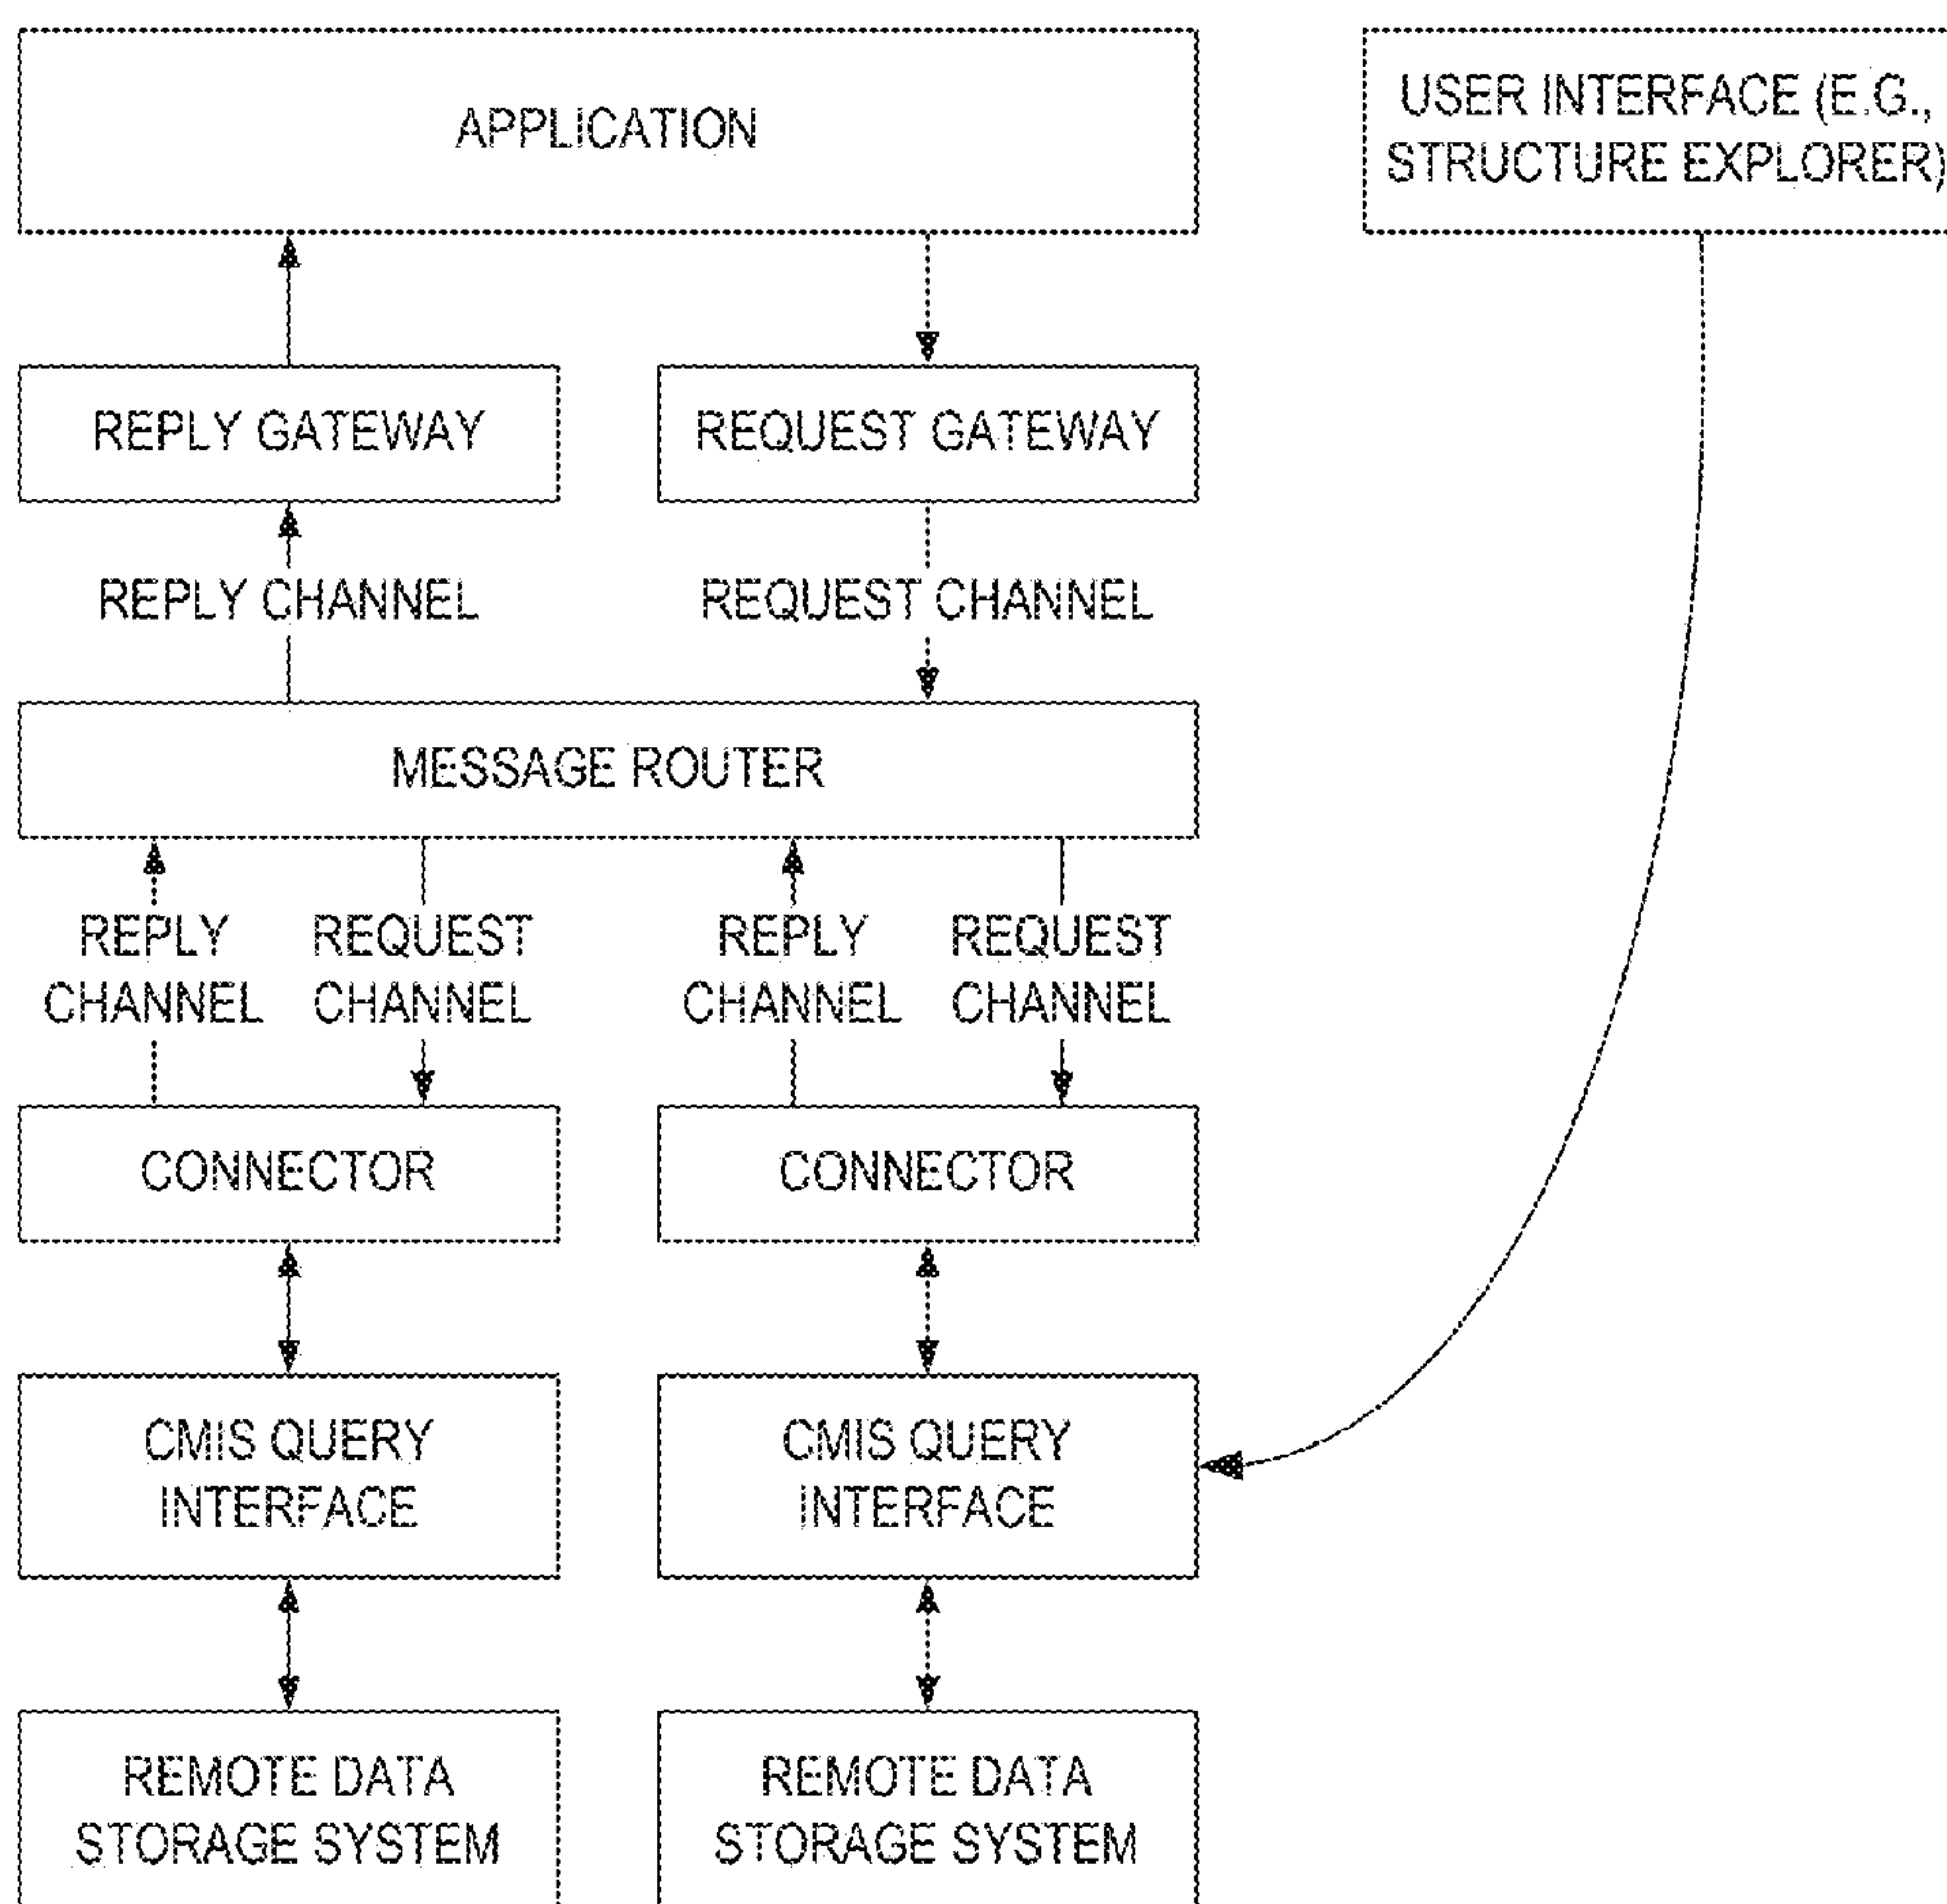 APPLICATION
USER INTERFACE (E.G.,
STRUCTURE EXPLORER)
REPLY GATEWAY
REQUEST GATEWAY
REPLY CHANNEL
REQUEST CHANNEL
MESSAGE ROUTER
REPLY
CHANNEL
REQUEST
CHANNEL
REPLY
CHANNEL
REQUEST
CHANNEL
CONNECTOR
CONNECTOR
CMIS QUERY
INTERFACE
CMIS QUERY
INTERFACE
REMOTE DATA
STORAGE SYSTEM
REMOTE DATA
STORAGE SYSTEM